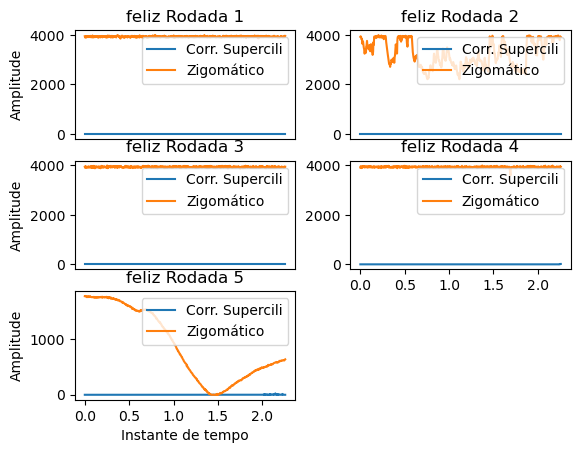 feliz Rodada 1
4000
2000
0
Amplitude
Corr. Supercili
Zigomático
feliz Rodada 2
4000
2000
0
Corr. Supercili
Zigomático
feliz Rodada 3
4000
2000
0
Amplitude
Corr. Supercili
Zigomático
feliz Rodada 4
4000
2000
0
Corr. Supercili
Zigomático
0.0 0.5 1.0 1.5 2.0
feliz Rodada 5
1000
0
Amplitude
Corr. Supercili
Zigomático
0.0 0.5 1.0 1.5 2.0
Instante de tempo